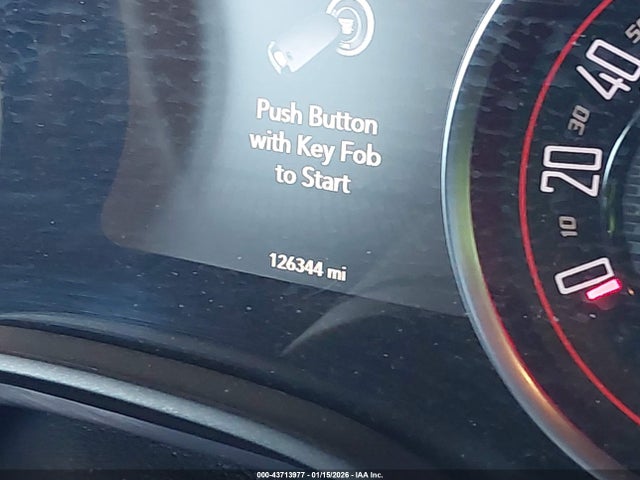 Push Button
with Key Fob
to Start
126344 mi
50
40
30
20
10
0
000-43713977 - 01/15/2026 - IAA Inc.